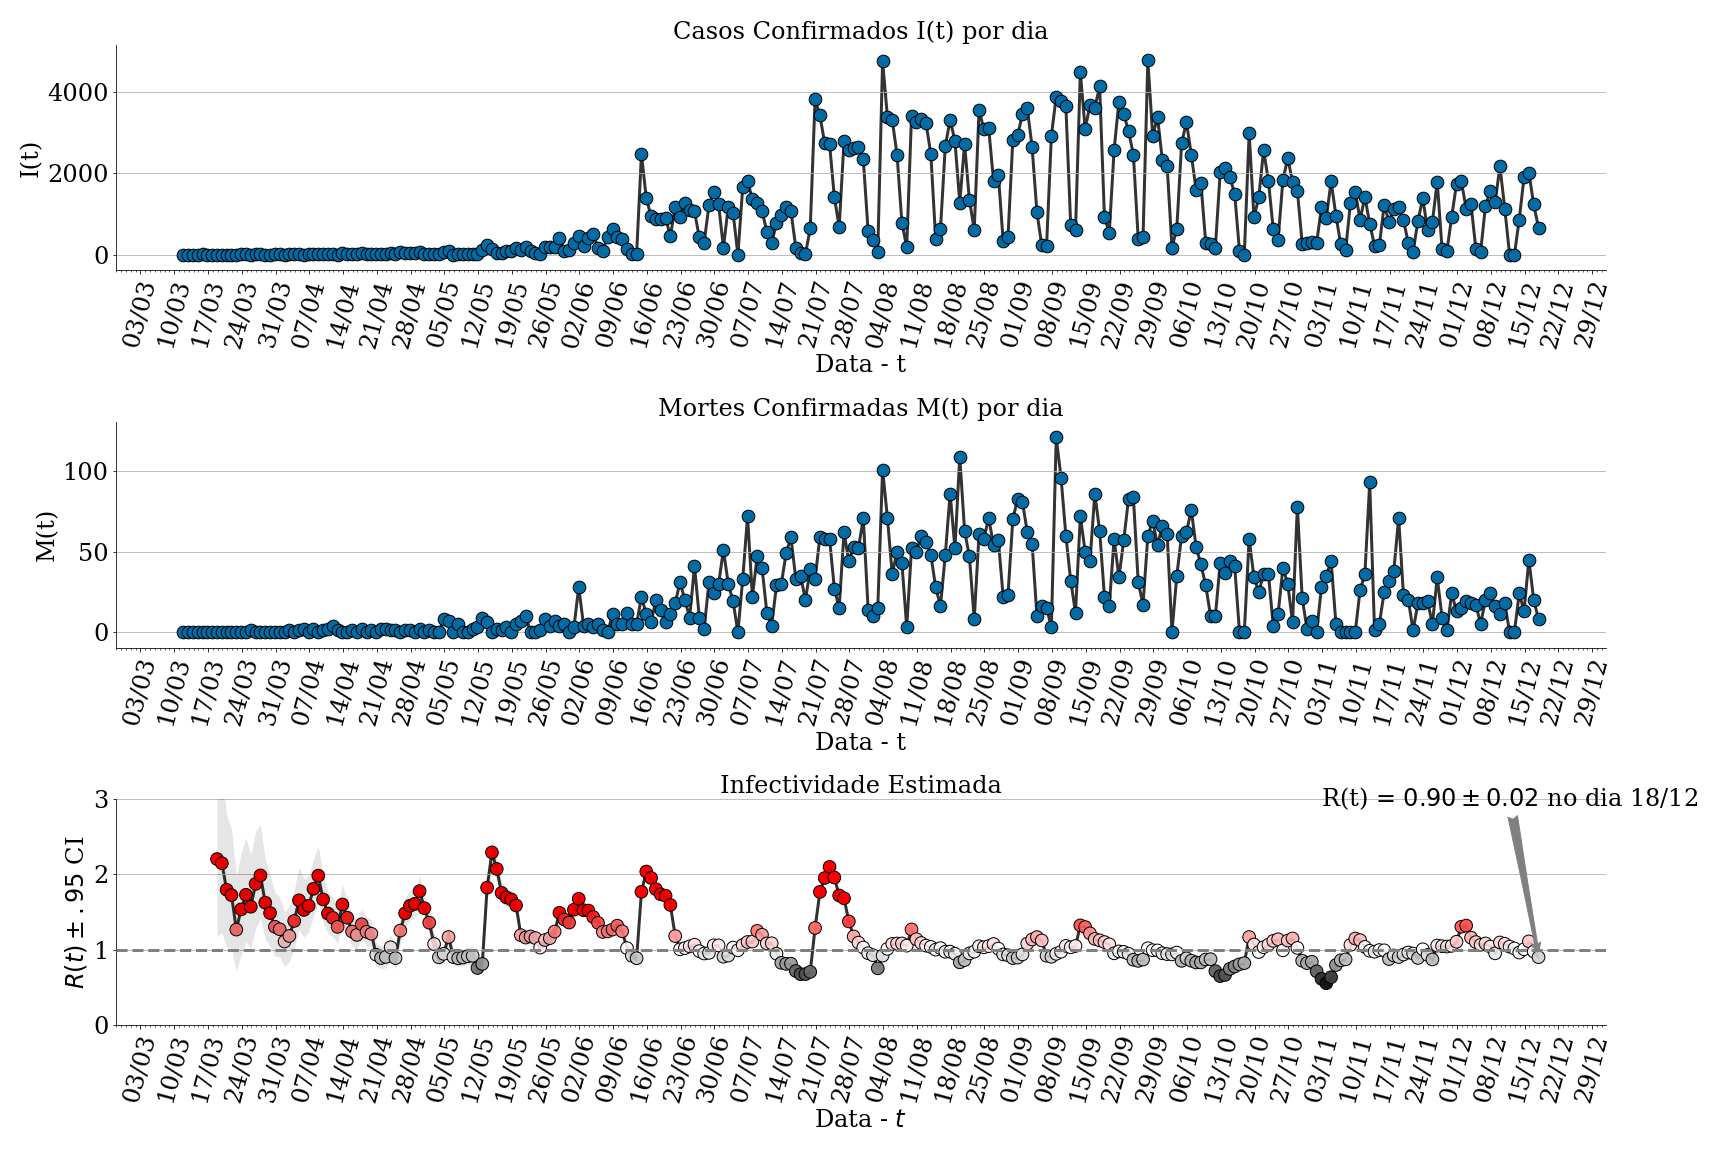 Casos Confirmados I(t) por dia
I(t)
4000
2000
0
03/03 10/03 17/03 24/03 31/03 07/04 14/04 21/04 28/04 05/05 12/05 19/05 26/05 02/06 09/06 16/06 23/06 30/06 07/07 14/07 21/07 28/07 04/08 11/08 18/08 25/08 01/09 08/09 15/09 22/09 29/09 06/10 13/10 20/10 27/10 03/11 10/11 17/11 24/11 01/12 08/12 15/12 22/12 29/12
Data - t
Mortes Confirmadas M(t) por dia
M(t)
100
50
0
03/03 10/03 17/03 24/03 31/03 07/04 14/04 21/04 28/04 05/05 12/05 19/05 26/05 02/06 09/06 16/06 23/06 30/06 07/07 14/07 21/07 28/07 04/08 11/08 18/08 25/08 01/09 08/09 15/09 22/09 29/09 06/10 13/10 20/10 27/10 03/11 10/11 17/11 24/11 01/12 08/12 15/12 22/12 29/12
Data - t
Infectividade Estimada
R(t) = 0.90 ± 0.02 no dia 18/12
R(t) ± .95 CI
3
2
1
0
03/03 10/03 17/03 24/03 31/03 07/04 14/04 21/04 28/04 05/05 12/05 19/05 26/05 02/06 09/06 16/06 23/06 30/06 07/07 14/07 21/07 28/07 04/08 11/08 18/08 25/08 01/09 08/09 15/09 22/09 29/09 06/10 13/10 20/10 27/10 03/11 10/11 17/11 24/11 01/12 08/12 15/12 22/12 29/12
Data - t